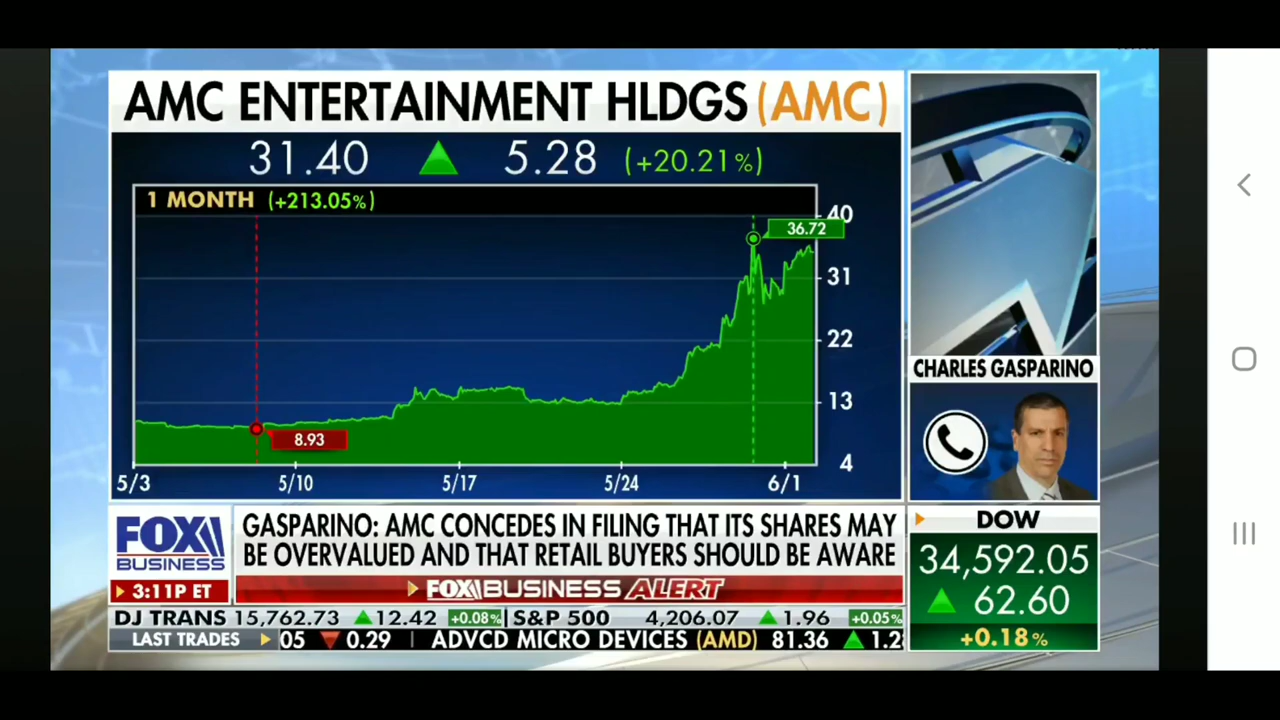 AMC ENTERTAINMENT HLDGS (AMC)
31.40 ▲ 5.28 (+20.21%)
1 MONTH (+213.05%)
40
36.72
31
22
13
8.93
4
5/3 5/10 5/17 5/24 6/1
CHARLES GASPARINO
FOX
BUSINESS
3:11P ET
GASPARINO: AMC CONCEDES IN FILING THAT ITS SHARES MAY
BE OVERVALUED AND THAT RETAIL BUYERS SHOULD BE AWARE
FOX BUSINESS ALERT
DOW
34,592.05
▲ 62.60
+0.18%
DJ TRANS 15,762.73 ▲ 12.42 +0.08% | S&P 500 4,206.07 ▲ 1.96 +0.05%
LAST TRADES 05 ▼ 0.29 | ADVCD MICRO DEVICES (AMD) 81.36 ▲ 1.2